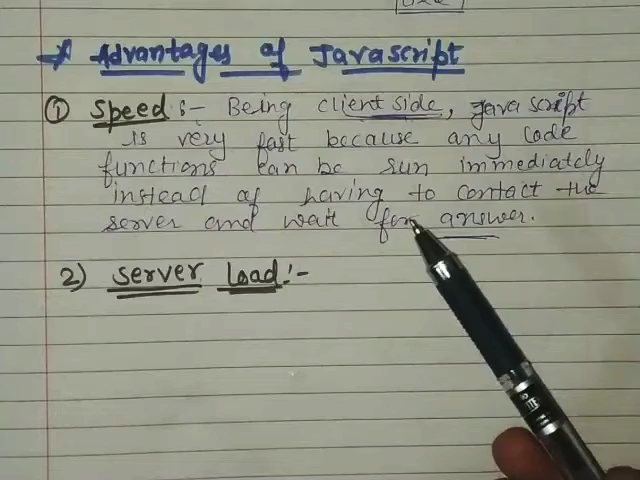 * Advantages of Javascript
① Speed :- Being client side, Java script
is very fast because any code
functions can be run immediately
instead of having to contact the
server and wait for answer.
2) Server Load :-